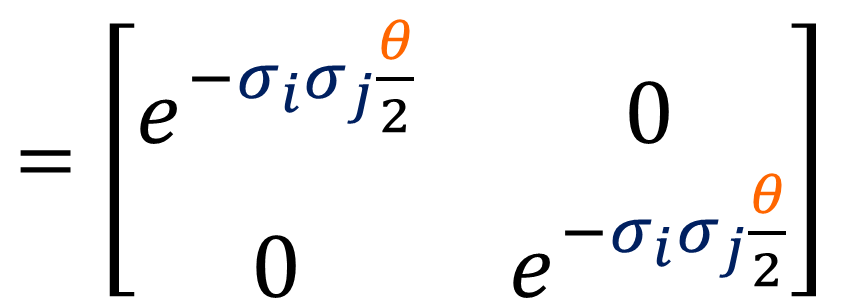 = [ e^{-σ_i σ_j θ/2} 0
0 e^{-σ_i σ_j θ/2} ]